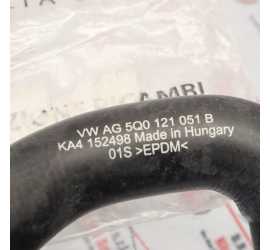 VW AG 5Q0 121 051 B
KA4 152498 Made in Hungary
01S >EPDM<